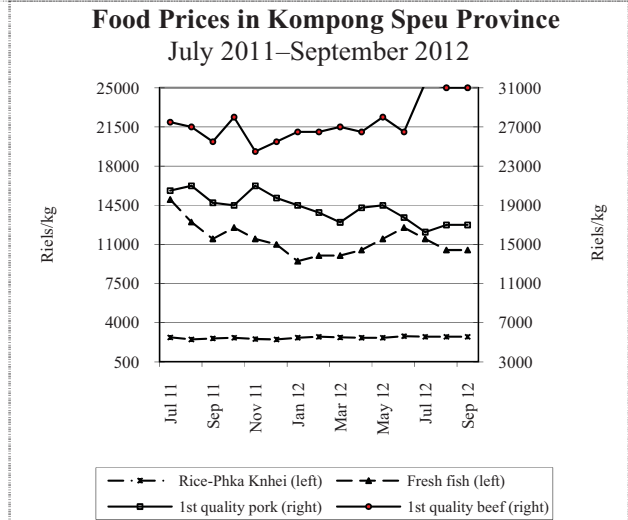 Food Prices in Kompong Speu Province
July 2011–September 2012
25000
21500
18000
14500
11000
7500
4000
500
Riels/kg
31000
27000
23000
19000
15000
11000
7000
3000
Riels/kg
Jul 11
Sep 11
Nov 11
Jan 12
Mar 12
May 12
Jul 12
Sep 12
Rice-Phka Knhei (left)
Fresh fish (left)
1st quality pork (right)
1st quality beef (right)